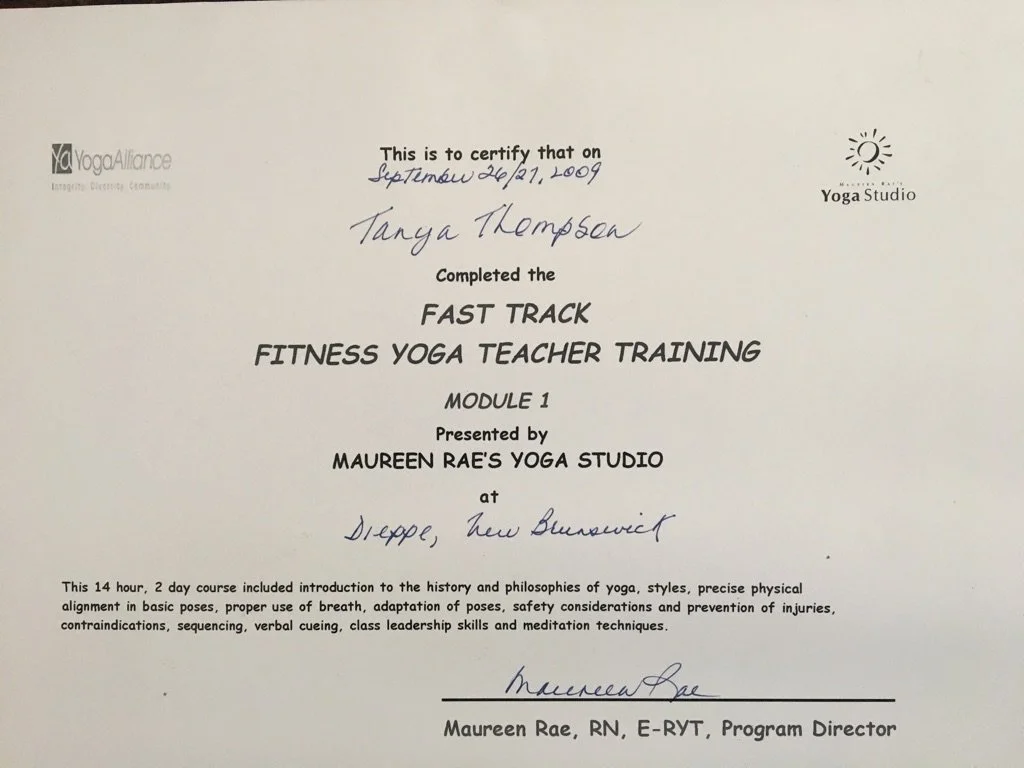 Ya YogaAlliance
Integrity. Diversity. Community.
MAUREEN RAE'S
Yoga Studio
This is to certify that on
September 26/27, 2009
Tanya Thompson
Completed the
FAST TRACK
FITNESS YOGA TEACHER TRAINING
MODULE 1
Presented by
MAUREEN RAE'S YOGA STUDIO
at
Dieppe, New Brunswick
This 14 hour, 2 day course included introduction to the history and philosophies of yoga, styles, precise physical
alignment in basic poses, proper use of breath, adaptation of poses, safety considerations and prevention of injuries,
contraindications, sequencing, verbal cueing, class leadership skills and meditation techniques.
Maureen Rae
Maureen Rae, RN, E-RYT, Program Director